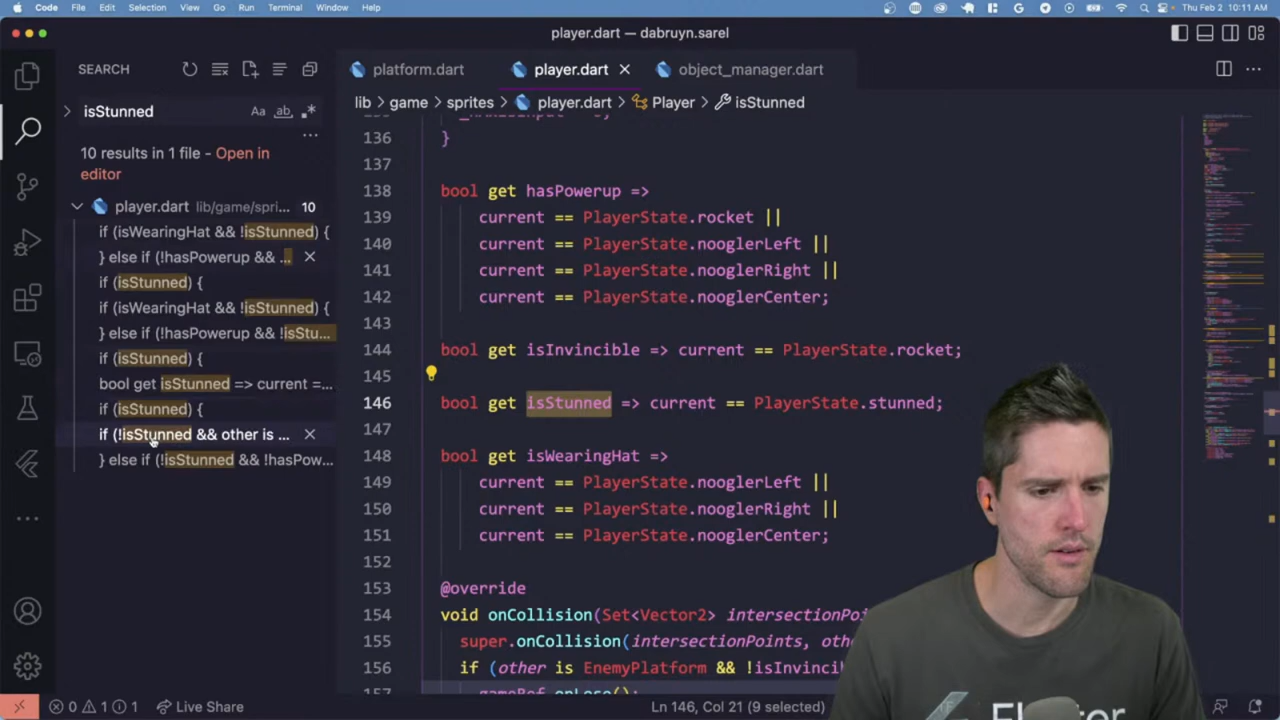 Code File Edit Selection View Go Run Terminal Window Help Thu Feb 2 10:11 AM
player.dart — dabruyn.sarel
SEARCH
platform.dart player.dart object_manager.dart
isStunned Aa ab
lib > game > sprites > player.dart > Player > isStunned
10 results in 1 file - Open in
editor
player.dart lib/game/spri... 10
if (isWearingHat && !isStunned) {
} else if (!hasPowerup && ...
if (isStunned) {
if (isWearingHat && !isStunned) {
} else if (!hasPowerup && !isStu...
if (isStunned) {
bool get isStunned => current =...
if (isStunned) {
if (!isStunned && other is ...
} else if (!isStunned && !hasPow...
136 }
137
138 bool get hasPowerup =>
139 current == PlayerState.rocket ||
140 current == PlayerState.nooglerLeft ||
141 current == PlayerState.nooglerRight ||
142 current == PlayerState.nooglerCenter;
143
144 bool get isInvincible => current == PlayerState.rocket;
145
146 bool get isStunned => current == PlayerState.stunned;
147
148 bool get isWearingHat =>
149 current == PlayerState.nooglerLeft ||
150 current == PlayerState.nooglerRight ||
151 current == PlayerState.nooglerCenter;
152
153 @override
154 void onCollision(Set<Vector2> intersectionPoin
155 super.onCollision(intersectionPoints, oth
156 if (other is EnemyPlatform && !isInvincib
157 gameRef.onLose();
0 1 1 Live Share Ln 146, Col 21 (9 selected)
Flutter